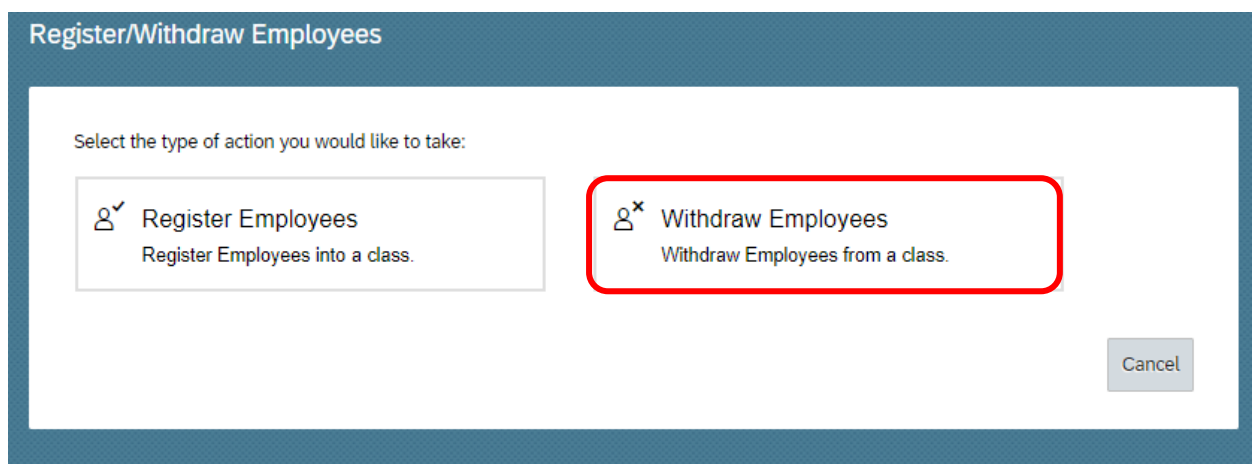 Register/Withdraw Employees
Select the type of action you would like to take:
Register Employees
Register Employees into a class.
Withdraw Employees
Withdraw Employees from a class.
Cancel